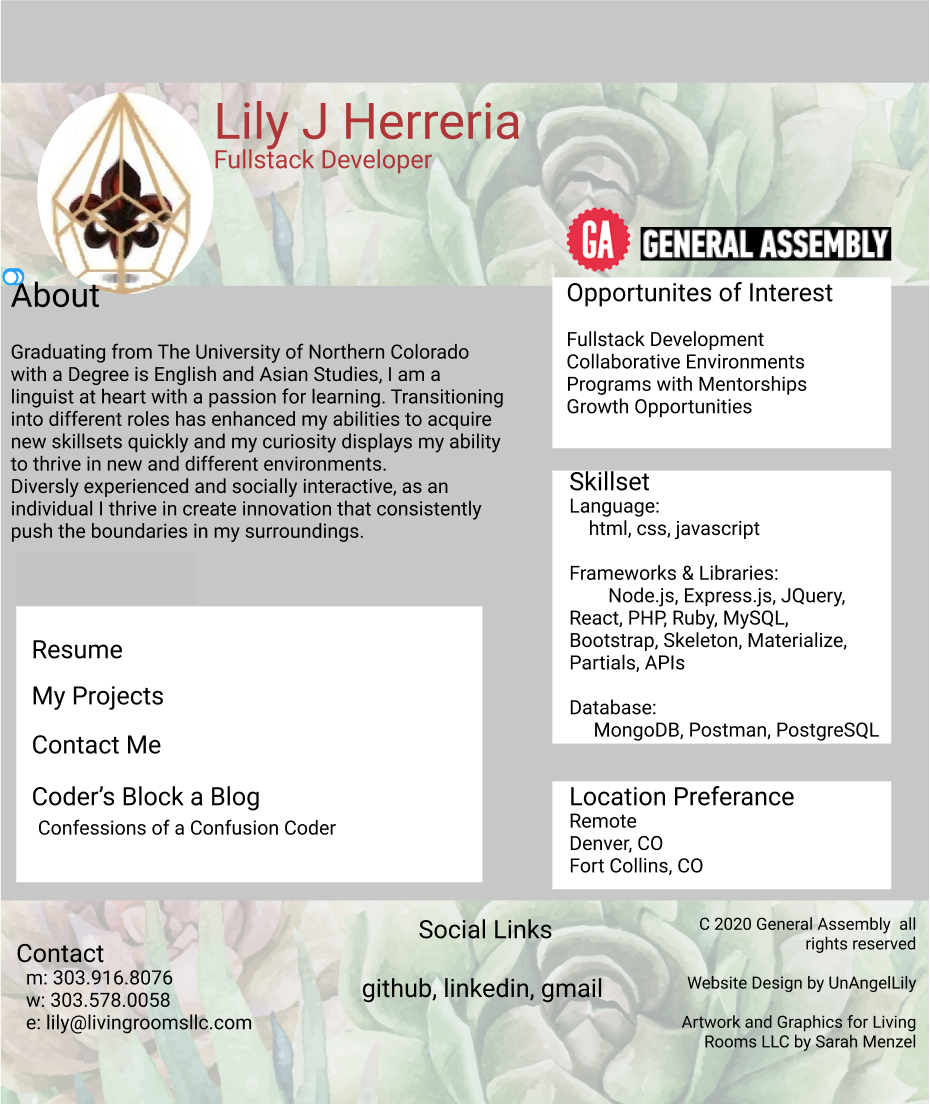 Lily J Herreria
Fullstack Developer
GA
GENERAL ASSEMBLY
About
Graduating from The University of Northern Colorado
with a Degree is English and Asian Studies, I am a
linguist at heart with a passion for learning. Transitioning
into different roles has enhanced my abilities to acquire
new skillsets quickly and my curiosity displays my ability
to thrive in new and different environments.
Diversly experienced and socially interactive, as an
individual I thrive in create innovation that consistently
push the boundaries in my surroundings.
Opportunites of Interest
Fullstack Development
Collaborative Environments
Programs with Mentorships
Growth Opportunities
Skillset
Language:
html, css, javascript
Frameworks & Libraries:
Node.js, Express.js, JQuery,
React, PHP, Ruby, MySQL,
Bootstrap, Skeleton, Materialize,
Partials, APIs
Database:
MongoDB, Postman, PostgreSQL
Resume
My Projects
Contact Me
Coder’s Block a Blog
Confessions of a Confusion Coder
Location Preferance
Remote
Denver, CO
Fort Collins, CO
Contact
m: 303.916.8076
w: 303.578.0058
e: lily@livingroomsllc.com
Social Links
github, linkedin, gmail
C 2020 General Assembly all
rights reserved
Website Design by UnAngelLily
Artwork and Graphics for Living
Rooms LLC by Sarah Menzel